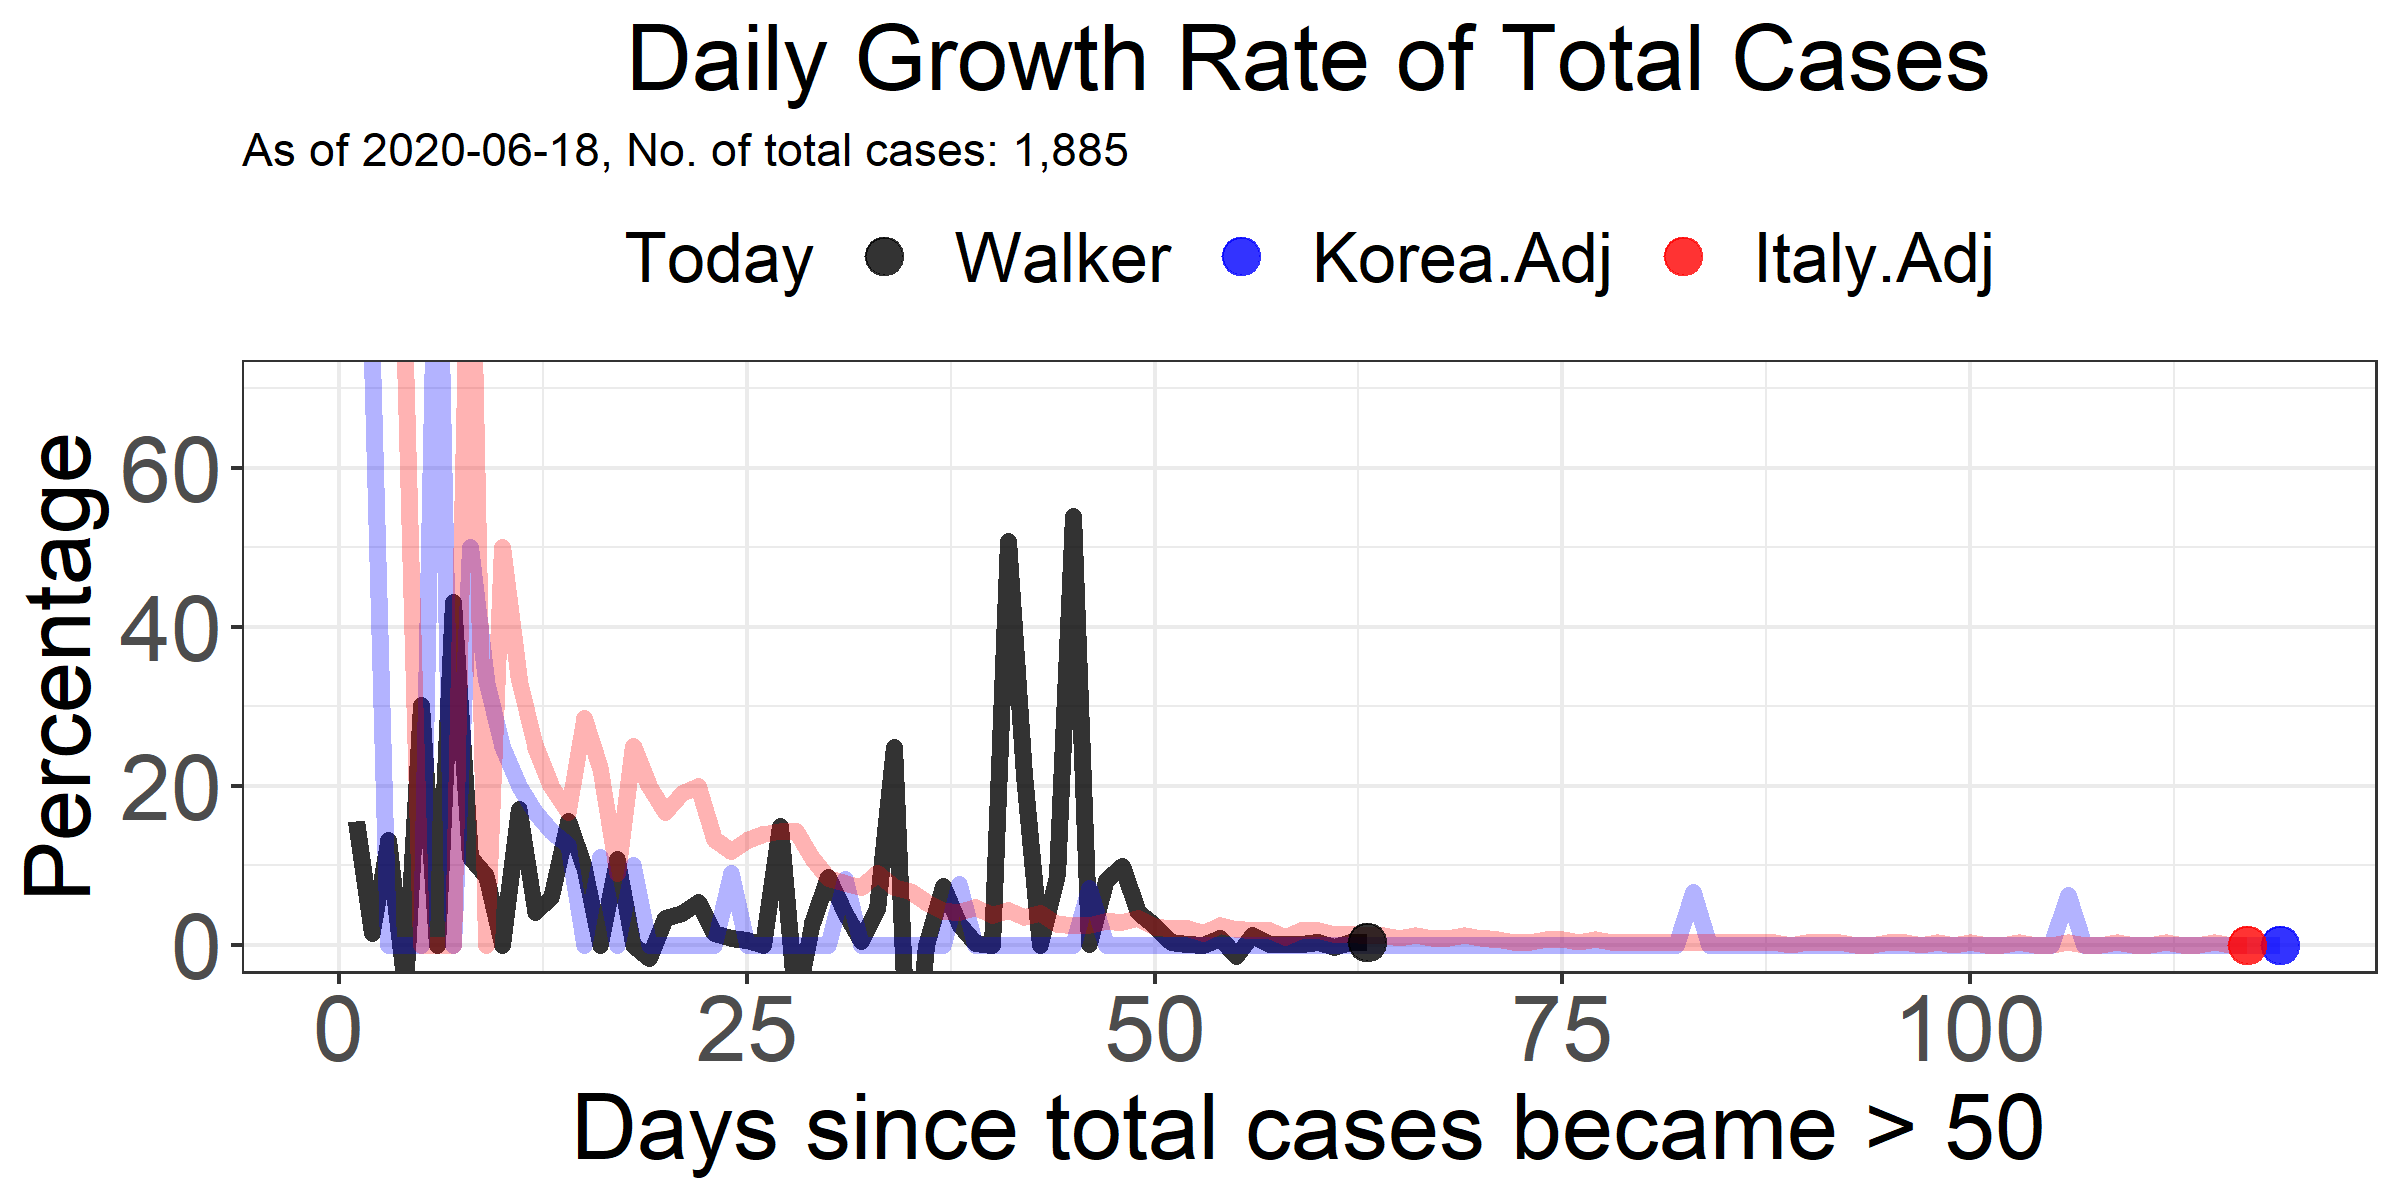 Daily Growth Rate of Total Cases
As of 2020-06-18, No. of total cases: 1,885
Today Walker Korea.Adj Italy.Adj
Percentage
60
40
20
0
0 25 50 75 100
Days since total cases became > 50